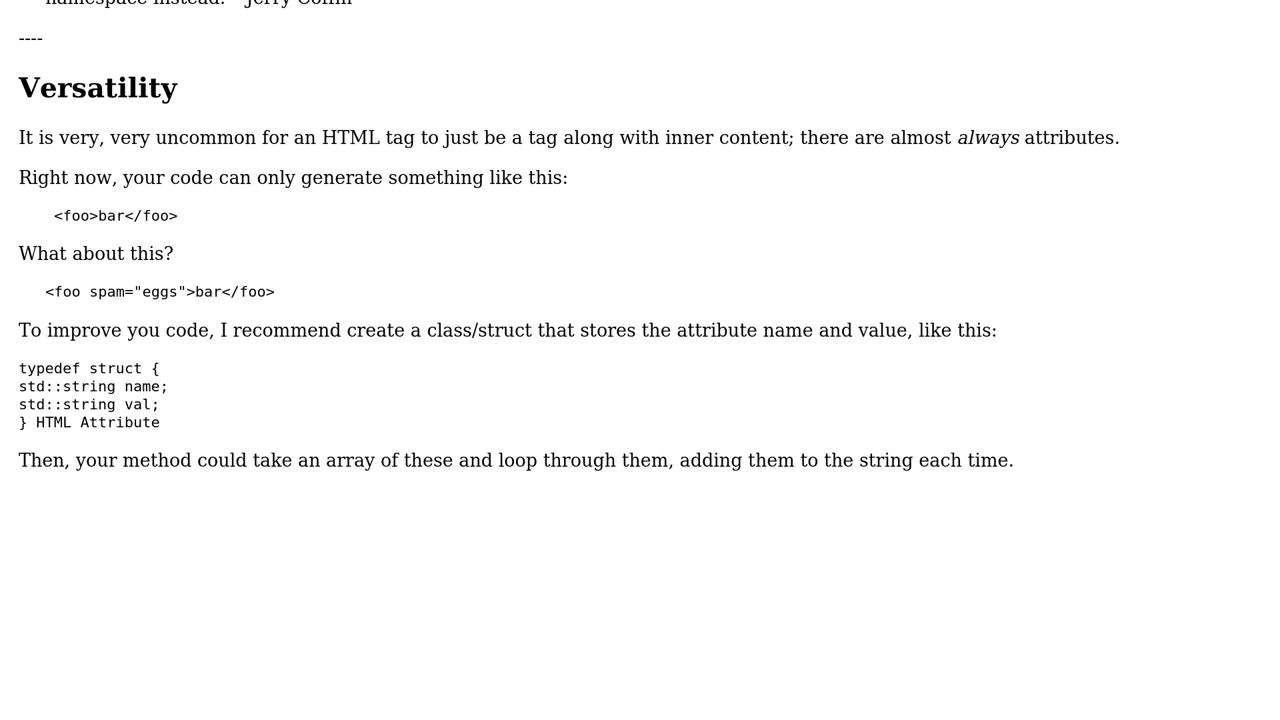 namespace instead. – Jerry Coffin
----
Versatility
It is very, very uncommon for an HTML tag to just be a tag along with inner content; there are almost always attributes.
Right now, your code can only generate something like this:
<foo>bar</foo>
What about this?
<foo spam="eggs">bar</foo>
To improve you code, I recommend create a class/struct that stores the attribute name and value, like this:
typedef struct {
std::string name;
std::string val;
} HTML Attribute
Then, your method could take an array of these and loop through them, adding them to the string each time.